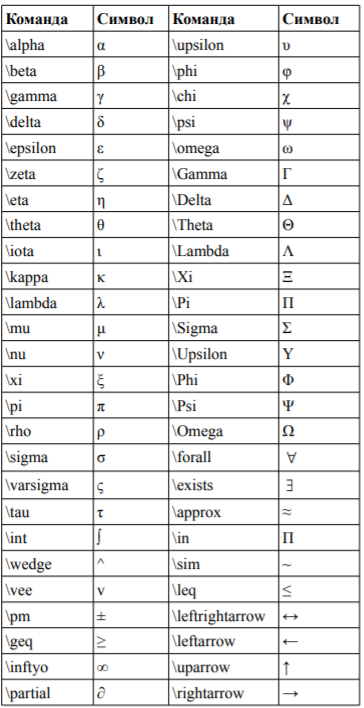 Команда Символ Команда Символ
\alpha α \upsilon υ
\beta β \phi φ
\gamma γ \chi χ
\delta δ \psi ψ
\epsilon ε \omega ω
\zeta ζ \Gamma Γ
\eta η \Delta Δ
\theta θ \Theta Θ
\iota ι \Lambda Λ
\kappa κ \Xi Ξ
\lambda λ \Pi Π
\mu μ \Sigma Σ
\nu ν \Upsilon Υ
\xi ξ \Phi Φ
\pi π \Psi Ψ
\rho ρ \Omega Ω
\sigma σ \forall ∀
\varsigma ς \exists ∃
\tau τ \approx ≈
\int ∫ \in Π
\wedge ^ \sim ~
\vee v \leq ≤
\pm ± \leftrightarrow ↔
\geq ≥ \leftarrow ←
\inftyo ∞ \uparrow ↑
\partial ∂ \rightarrow →